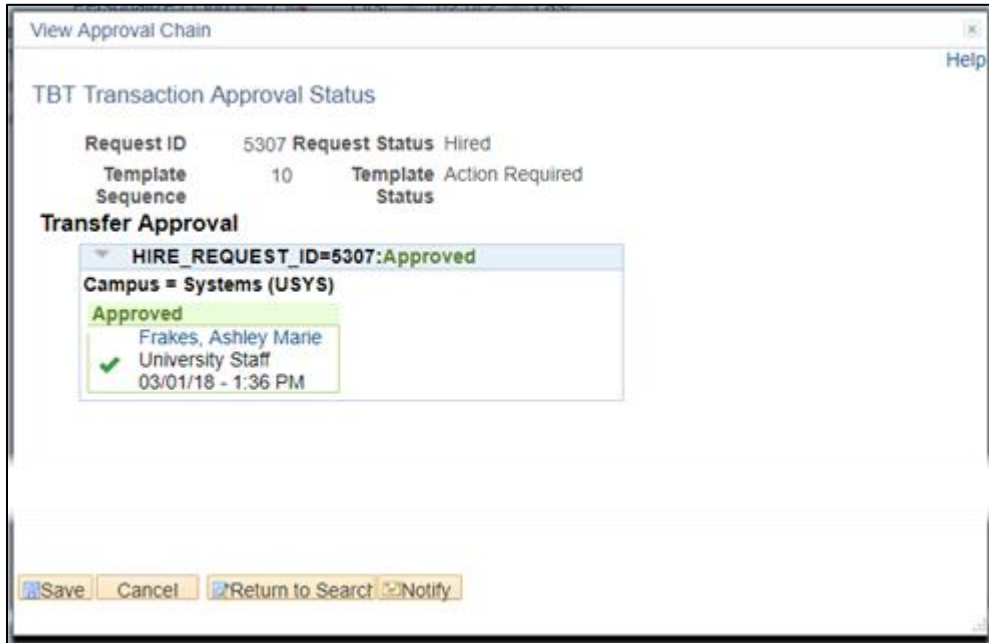 View Approval Chain
Help
TBT Transaction Approval Status
Request ID 5307 Request Status Hired
Template Sequence 10 Template Status Action Required
Transfer Approval
HIRE_REQUEST_ID=5307:Approved
Campus = Systems (USYS)
Approved
Frakes, Ashley Marie
University Staff
03/01/18 - 1:36 PM
Save Cancel Return to Search Notify